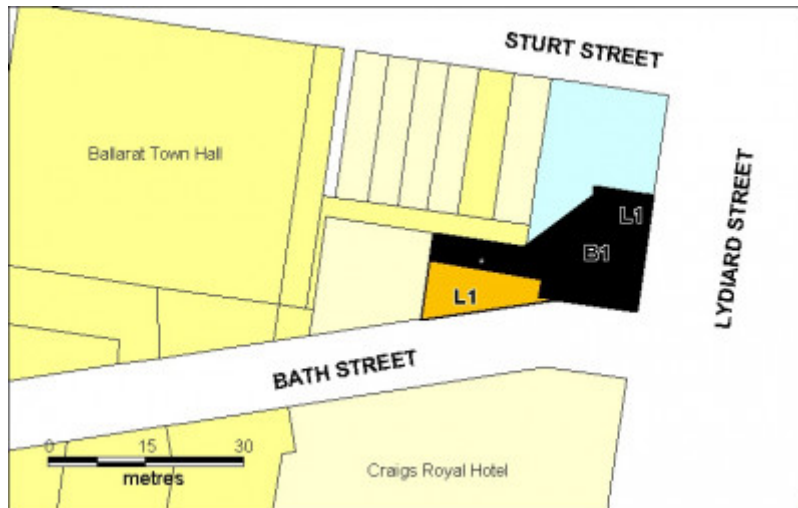 STURT STREET
Ballarat Town Hall
LYDIARD STREET
L1
B1
L1
BATH STREET
0 15 30
metres
Craigs Royal Hotel